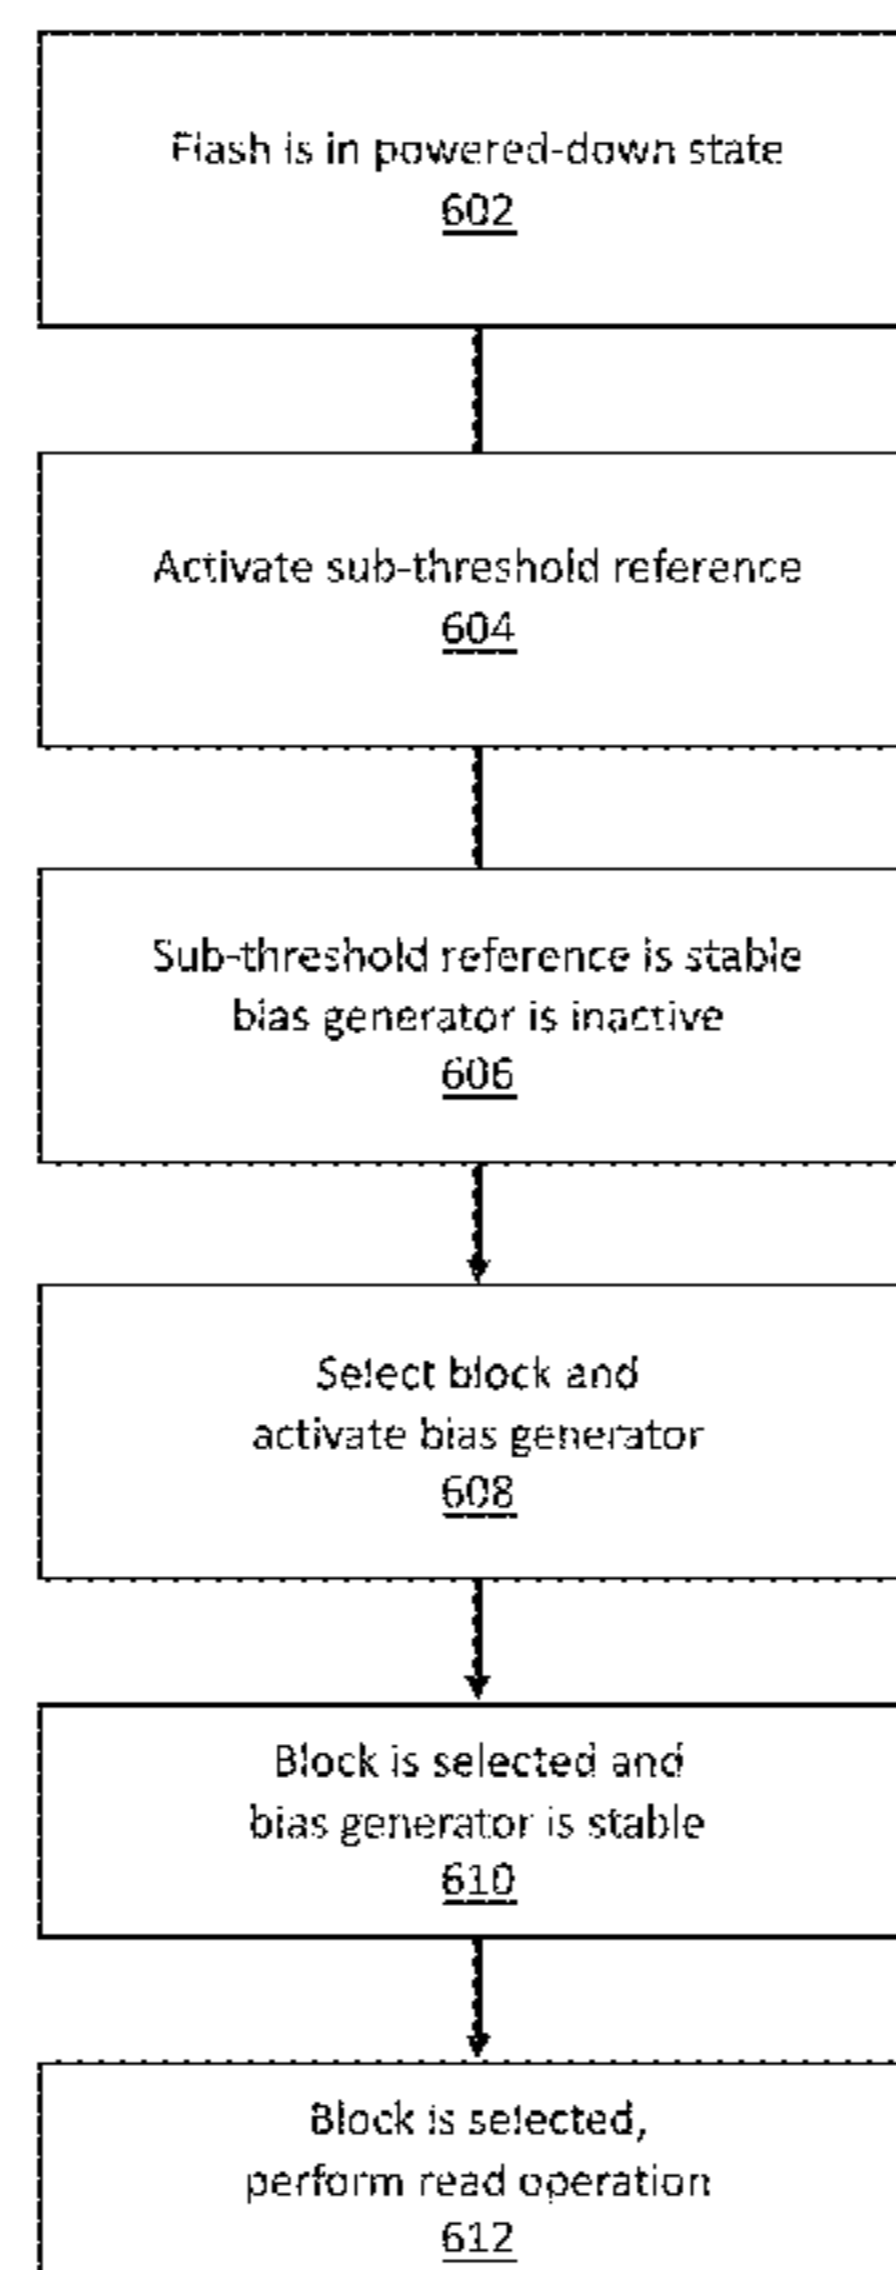 Flash is in powered-down state
602
Activate sub-threshold reference
604
Sub-threshold reference is stable
bias generator is inactive
606
Select block and
activate bias generator
608
Block is selected and
bias generator is stable
610
Block is selected,
perform read operation
612